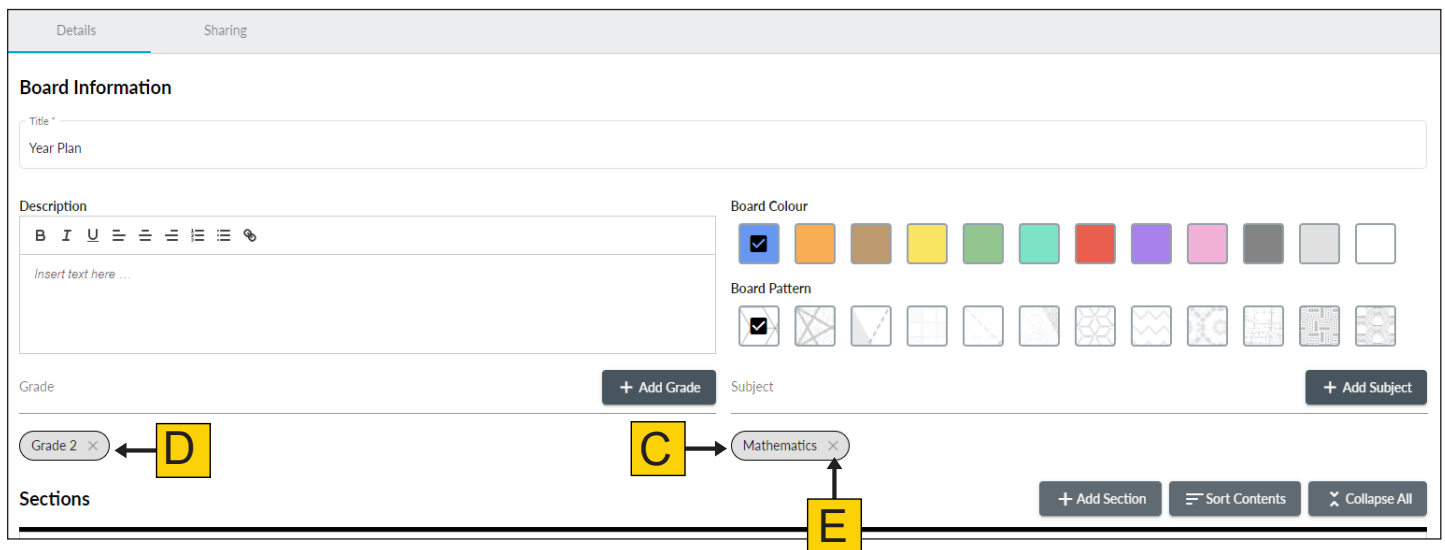 Details Sharing
Board Information
Title *
Year Plan
Description
B I U
Insert text here ...
Board Colour
Board Pattern
Grade + Add Grade
Subject + Add Subject
Grade 2 × D
C Mathematics ×
E
Sections + Add Section Sort Contents Collapse All